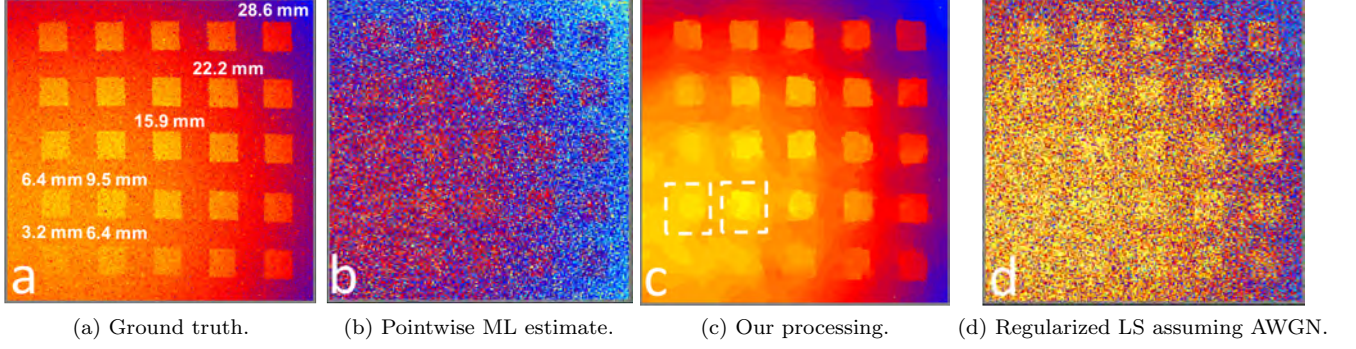 28.6 mm
22.2 mm
15.9 mm
6.4 mm 9.5 mm
3.2 mm 6.4 mm
a
b
c
d
(a) Ground truth.
(b) Pointwise ML estimate.
(c) Our processing.
(d) Regularized LS assuming AWGN.